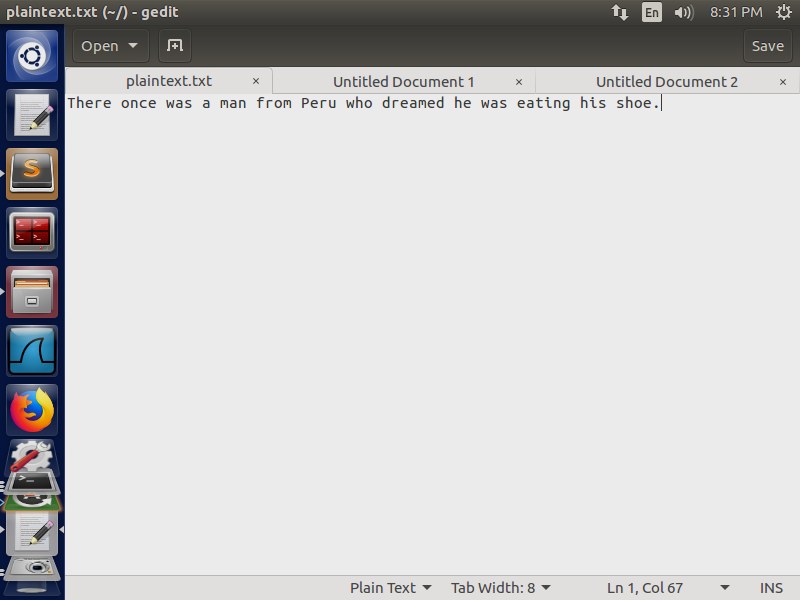 plaintext.txt (~/) - gedit
En
8:31 PM
Open
Save
plaintext.txt ×
Untitled Document 1 ×
Untitled Document 2 ×
There once was a man from Peru who dreamed he was eating his shoe.
Plain Text
Tab Width: 8
Ln 1, Col 67
INS